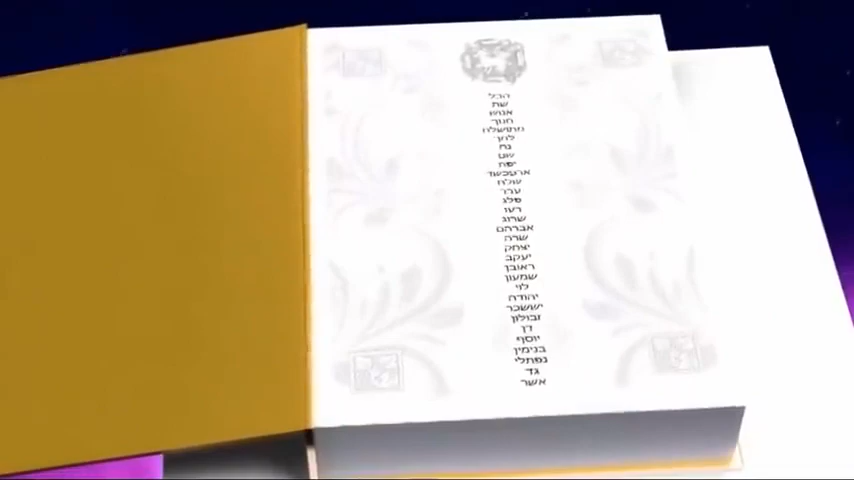 הבל
שת
אנוש
חנוך
מתושלח
למך
נח
שם
יפת
ארפכשד
שלח
עבר
פלג
רעו
שרוג
אברהם
שרה
יצחק
יעקב
ראובן
שמעון
לוי
יהודה
יששכר
זבולון
דן
יוסף
בנימין
נפתלי
גד
אשר